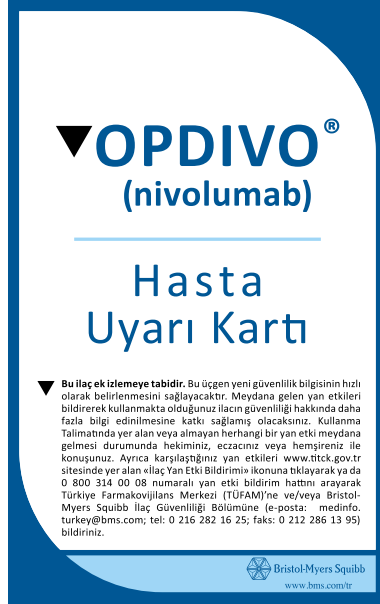 ▼OPDIVO®
(nivolumab)
Hasta
Uyarı Kartı
▼ Bu ilaç ek izlemeye tabidir. Bu üçgen yeni güvenlilik bilgisinin hızlı
olarak belirlenmesini sağlayacaktır. Meydana gelen yan etkileri
bildirerek kullanmakta olduğunuz ilacın güvenliliği hakkında daha
fazla bilgi edinilmesine katkı sağlamış olacaksınız. Kullanma
Talimatında yer alan veya almayan herhangi bir yan etki meydana
gelmesi durumunda hekiminiz, eczacınız veya hemşireniz ile
konuşunuz. Ayrıca karşılaştığınız yan etkileri www.titck.gov.tr
sitesinde yer alan «İlaç Yan Etki Bildirimi» ikonuna tıklayarak ya da
0 800 314 00 08 numaralı yan etki bildirim hattını arayarak
Türkiye Farmakovijilans Merkezi (TÜFAM)'ne ve/veya Bristol-
Myers Squibb İlaç Güvenliliği Bölümüne (e-posta: medinfo.
turkey@bms.com; tel: 0 216 282 16 25; faks: 0 212 286 13 95)
bildiriniz.
Bristol-Myers Squibb
www.bms.com/tr